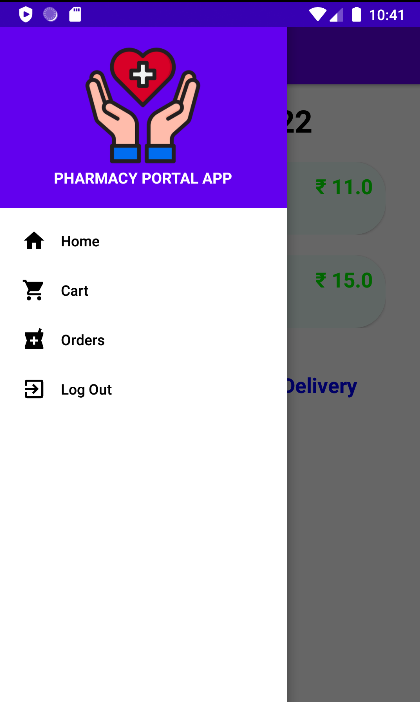 10:41
PHARMACY PORTAL APP
22
₹ 11.0
Home
₹ 15.0
Cart
Orders
Delivery
Log Out